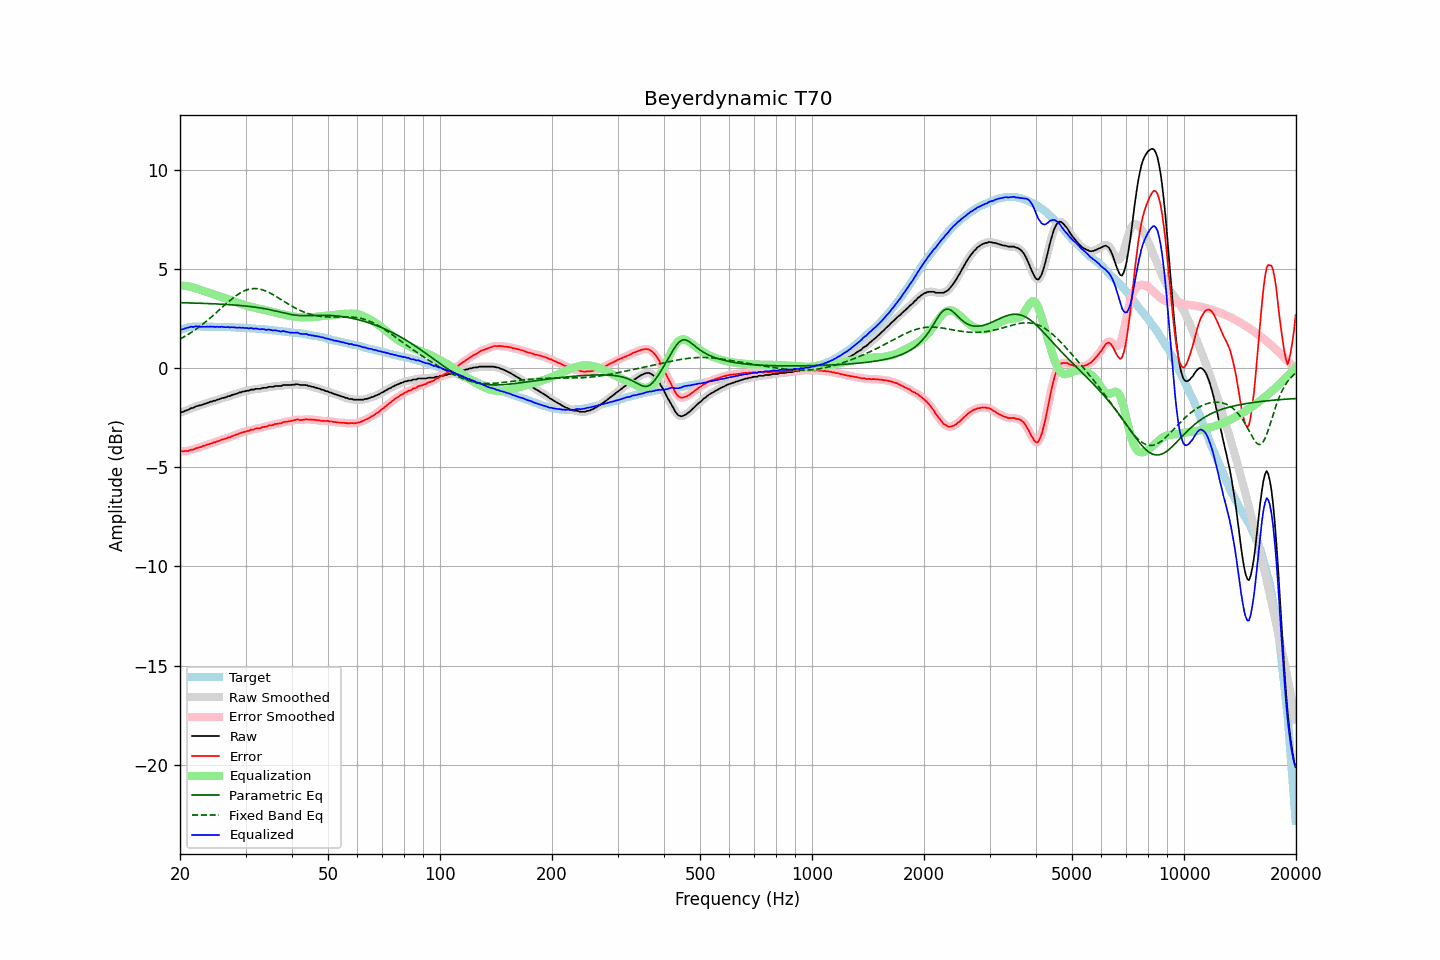 Beyerdynamic T70
Amplitude (dBr)
10
5
0
−5
−10
−15
−20
Target
Raw Smoothed
Error Smoothed
Raw
Error
Equalization
Parametric Eq
Fixed Band Eq
Equalized
20 50 100 200 500 1000 2000 5000 10000 20000
Frequency (Hz)